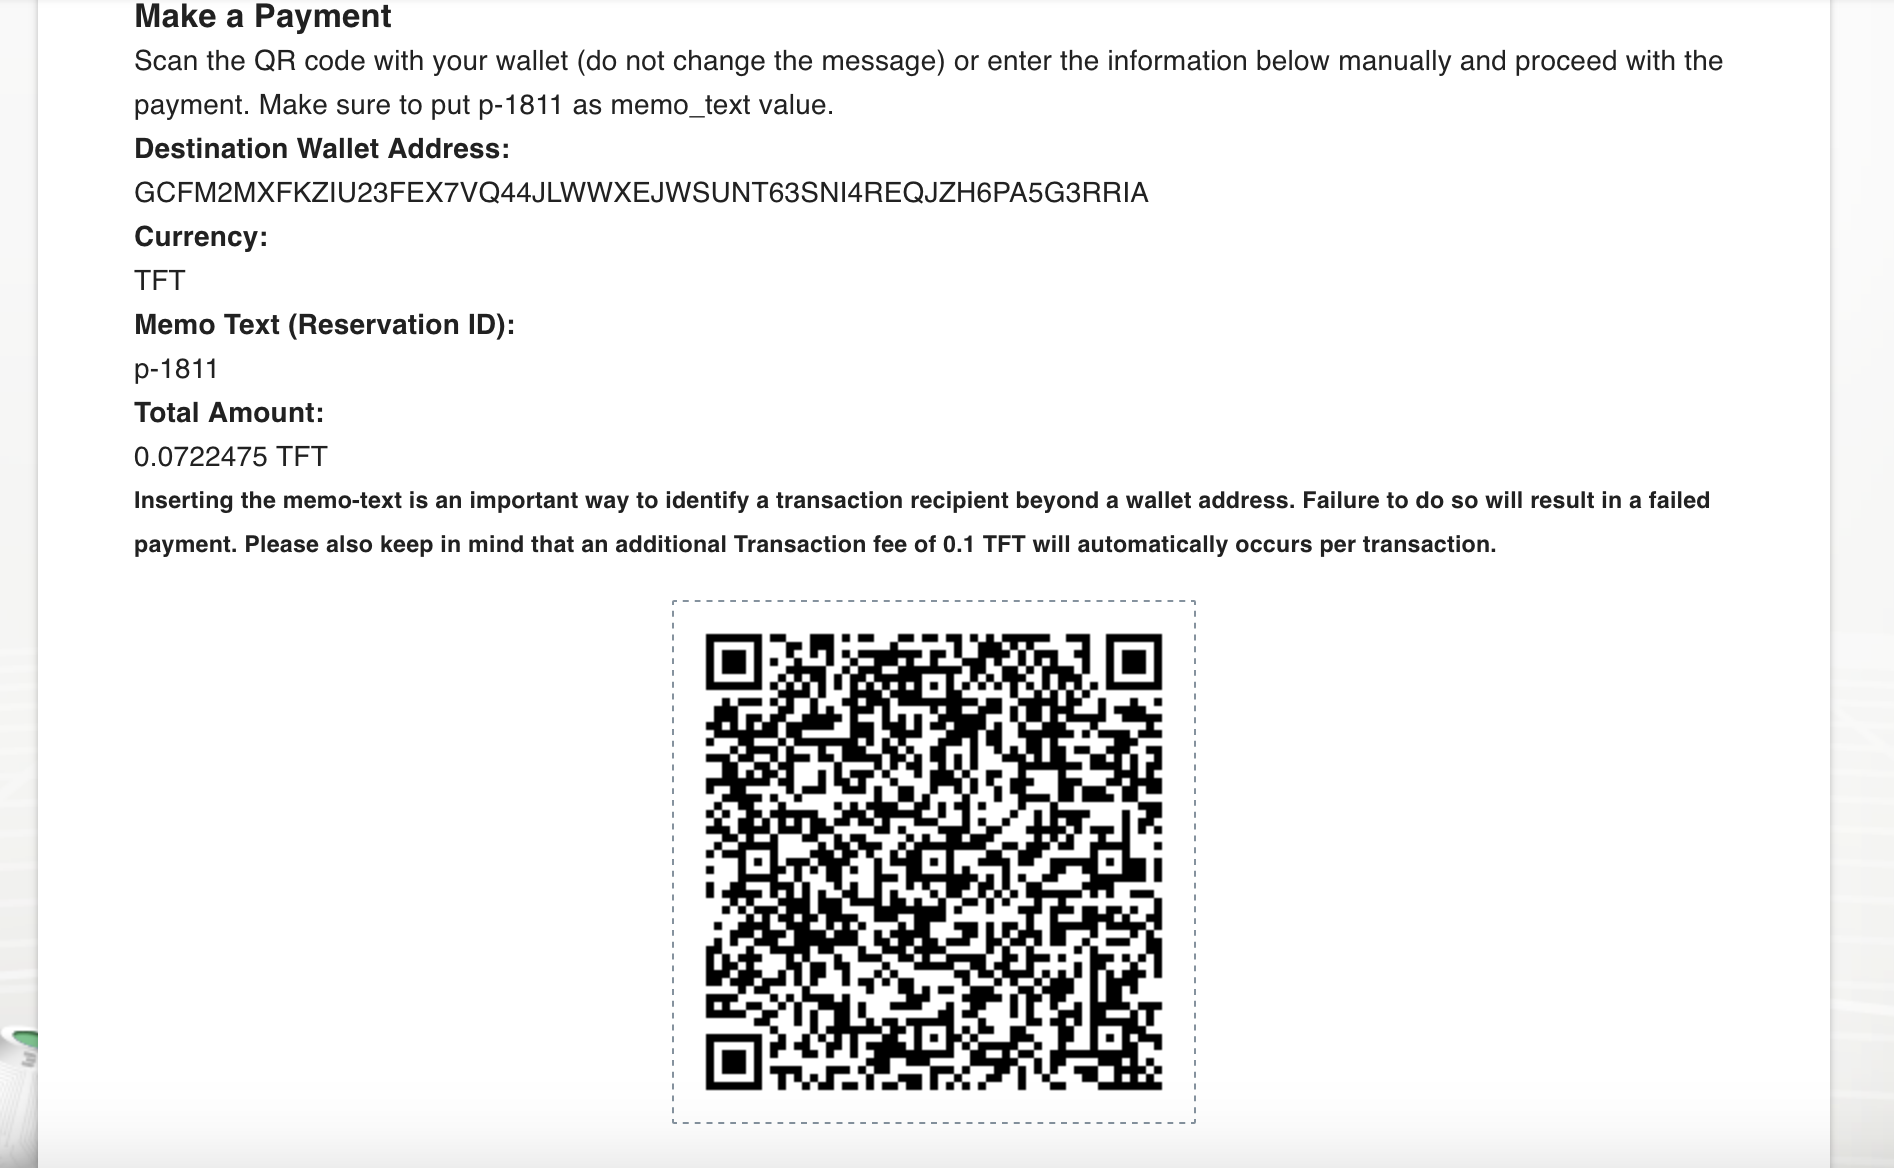 Make a Payment
Scan the QR code with your wallet (do not change the message) or enter the information below manually and proceed with the
payment. Make sure to put p-1811 as memo_text value.
Destination Wallet Address:
GCFM2MXFKZIU23FEX7VQ44JLWWXEJWSUNT63SNI4REQJZH6PA5G3RRIA
Currency:
TFT
Memo Text (Reservation ID):
p-1811
Total Amount:
0.0722475 TFT
Inserting the memo-text is an important way to identify a transaction recipient beyond a wallet address. Failure to do so will result in a failed
payment. Please also keep in mind that an additional Transaction fee of 0.1 TFT will automatically occurs per transaction.